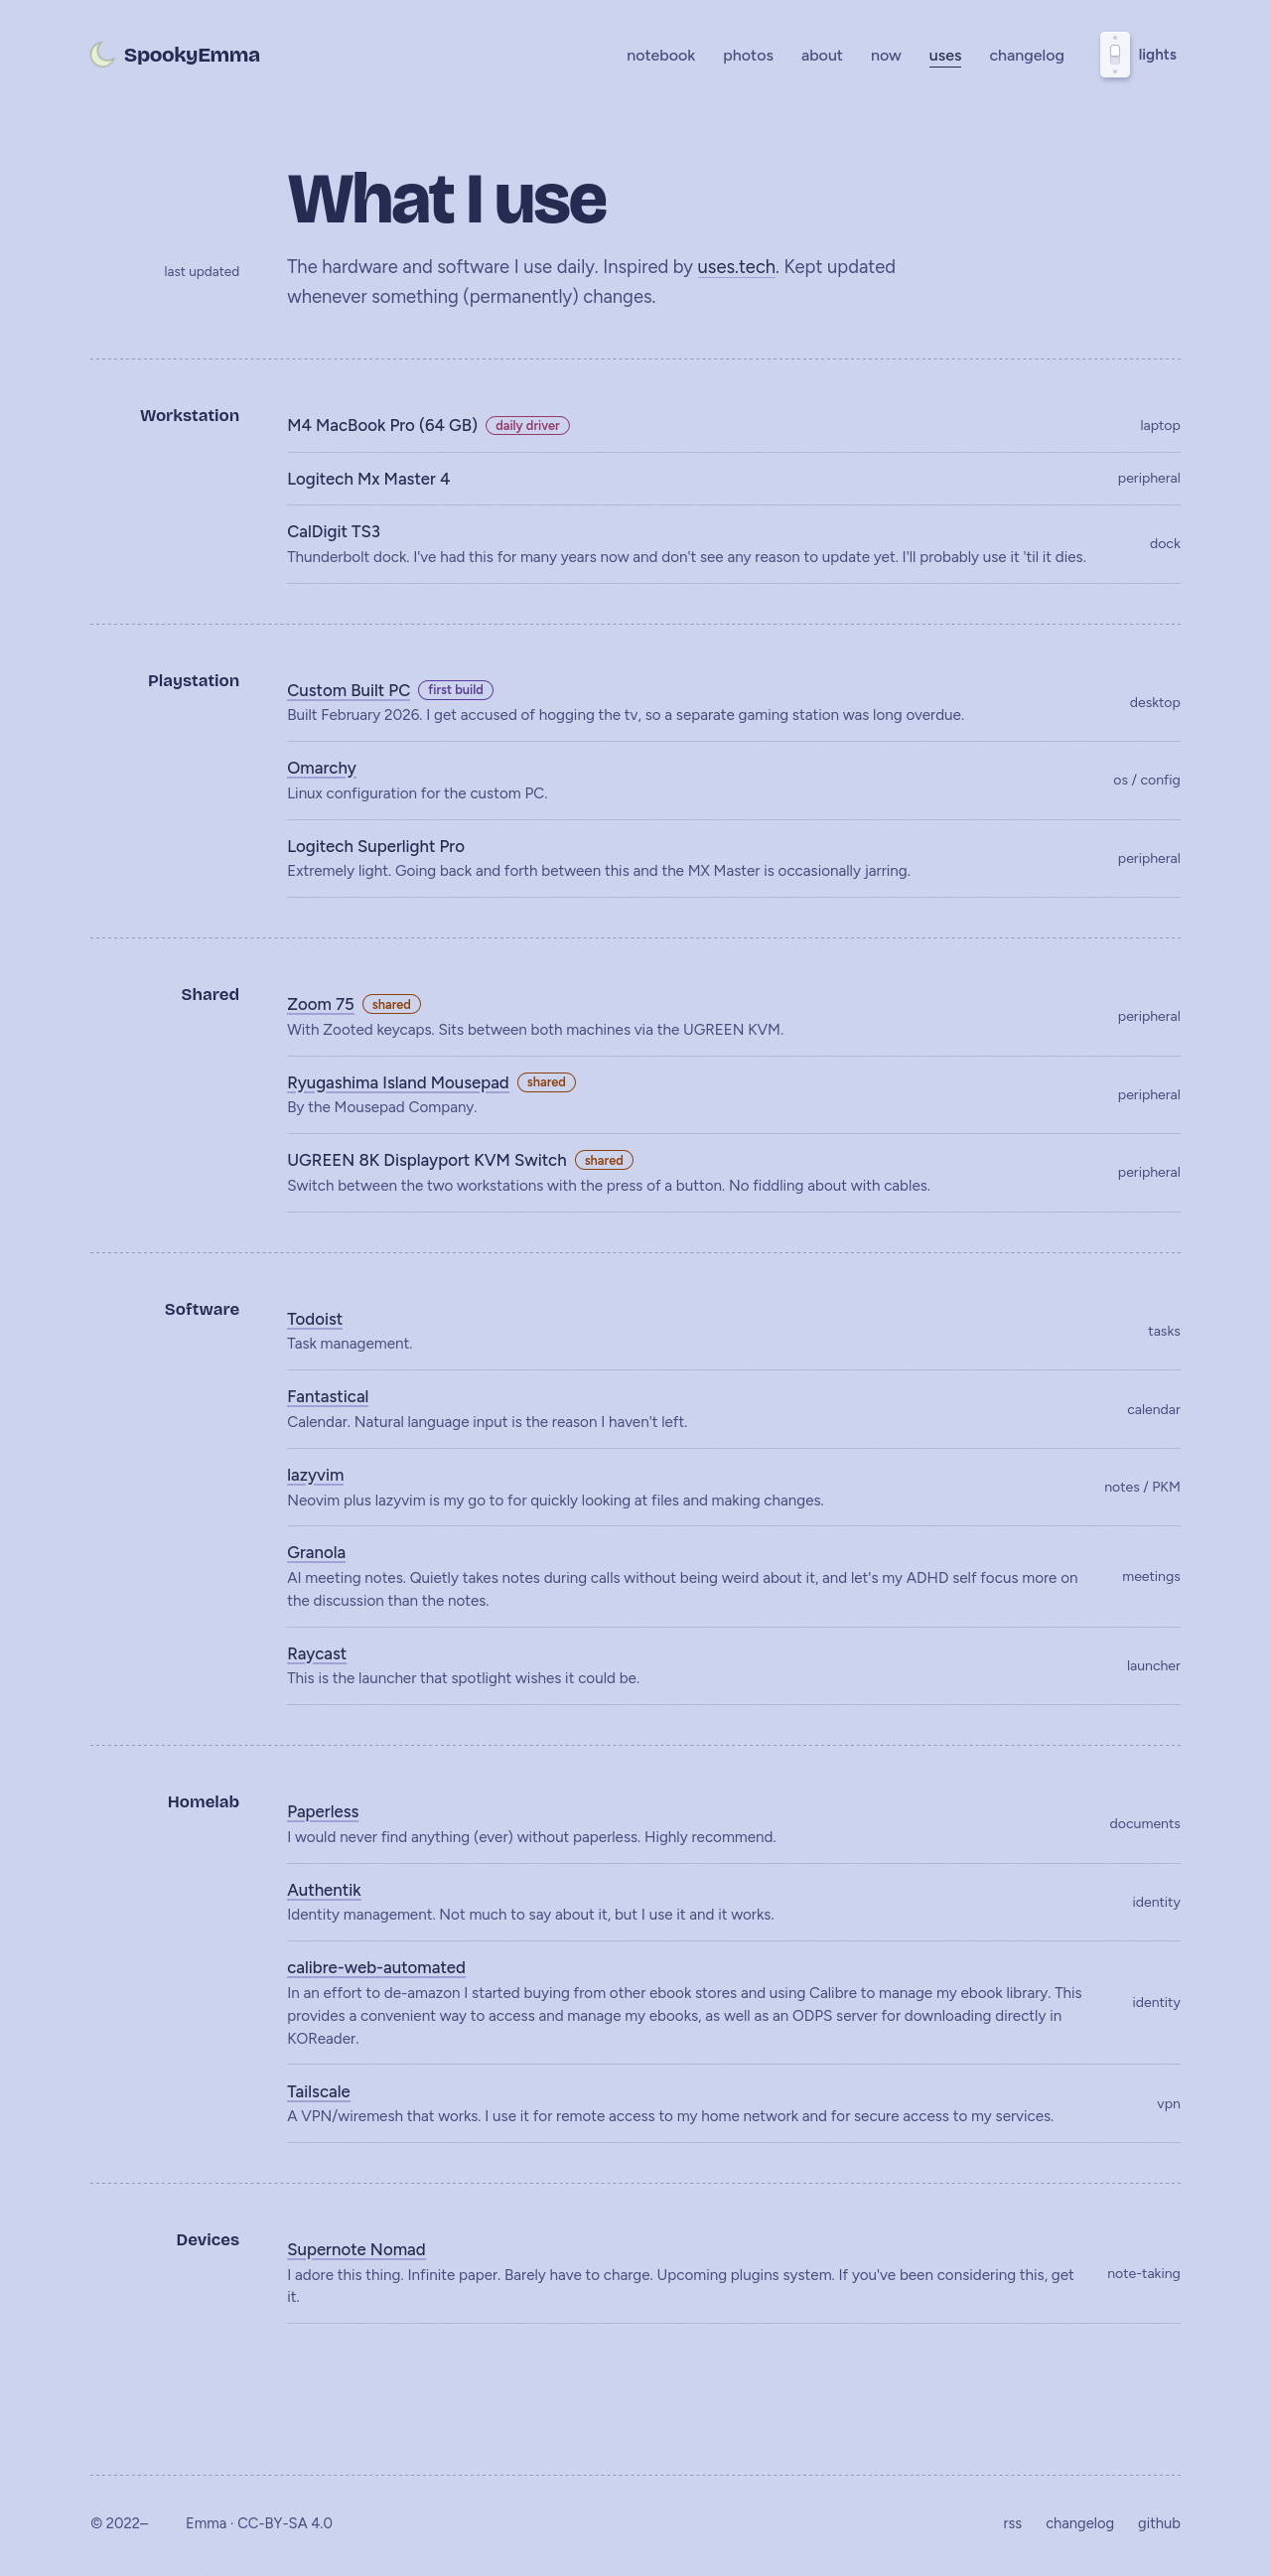 SpookyEmma
notebook photos about now uses changelog lights
What I use
last updated
The hardware and software I use daily. Inspired by uses.tech. Kept updated
whenever something (permanently) changes.
Workstation
M4 MacBook Pro (64 GB) daily driver
laptop
Logitech Mx Master 4
peripheral
CalDigit TS3
Thunderbolt dock. I've had this for many years now and don't see any reason to update yet. I'll probably use it 'til it dies.
dock
Playstation
Custom Built PC first build
Built February 2026. I get accused of hogging the tv, so a separate gaming station was long overdue.
desktop
Omarchy
Linux configuration for the custom PC.
os / config
Logitech Superlight Pro
Extremely light. Going back and forth between this and the MX Master is occasionally jarring.
peripheral
Shared
Zoom 75 shared
With Zooted keycaps. Sits between both machines via the UGREEN KVM.
peripheral
Ryugashima Island Mousepad shared
By the Mousepad Company.
peripheral
UGREEN 8K Displayport KVM Switch shared
Switch between the two workstations with the press of a button. No fiddling about with cables.
peripheral
Software
Todoist
Task management.
tasks
Fantastical
Calendar. Natural language input is the reason I haven't left.
calendar
lazyvim
Neovim plus lazyvim is my go to for quickly looking at files and making changes.
notes / PKM
Granola
AI meeting notes. Quietly takes notes during calls without being weird about it, and let's my ADHD self focus more on
the discussion than the notes.
meetings
Raycast
This is the launcher that spotlight wishes it could be.
launcher
Homelab
Paperless
I would never find anything (ever) without paperless. Highly recommend.
documents
Authentik
Identity management. Not much to say about it, but I use it and it works.
identity
calibre-web-automated
In an effort to de-amazon I started buying from other ebook stores and using Calibre to manage my ebook library. This
provides a convenient way to access and manage my ebooks, as well as an ODPS server for downloading directly in
KOReader.
identity
Tailscale
A VPN/wiremesh that works. I use it for remote access to my home network and for secure access to my services.
vpn
Devices
Supernote Nomad
I adore this thing. Infinite paper. Barely have to charge. Upcoming plugins system. If you've been considering this, get
it.
note-taking
© 2022– Emma · CC-BY-SA 4.0
rss changelog github